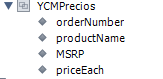 YCMPrecios
orderNumber
productName
MSRP
priceEach